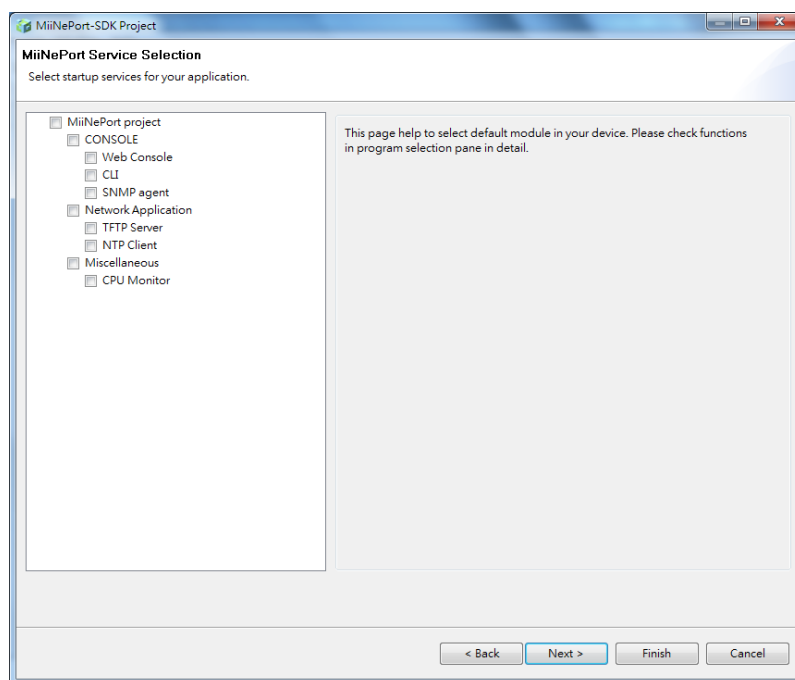 MiiNePort-SDK Project
MiiNePort Service Selection
Select startup services for your application.
MiiNePort project
CONSOLE
Web Console
CLI
SNMP agent
Network Application
TFTP Server
NTP Client
Miscellaneous
CPU Monitor
This page help to select default module in your device. Please check functions
in program selection pane in detail.
< Back
Next >
Finish
Cancel